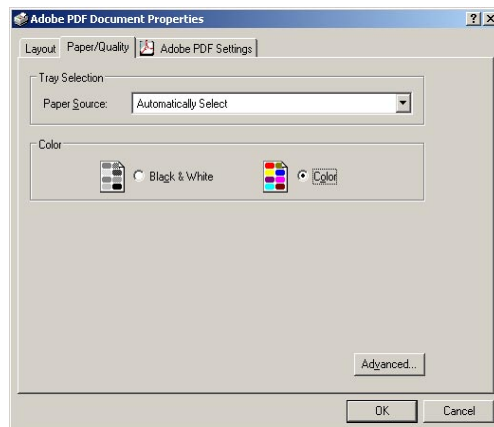 Adobe PDF Document Properties
Layout Paper/Quality Adobe PDF Settings
Tray Selection
Paper Source: Automatically Select
Color
Black & White Color
Advanced...
OK Cancel